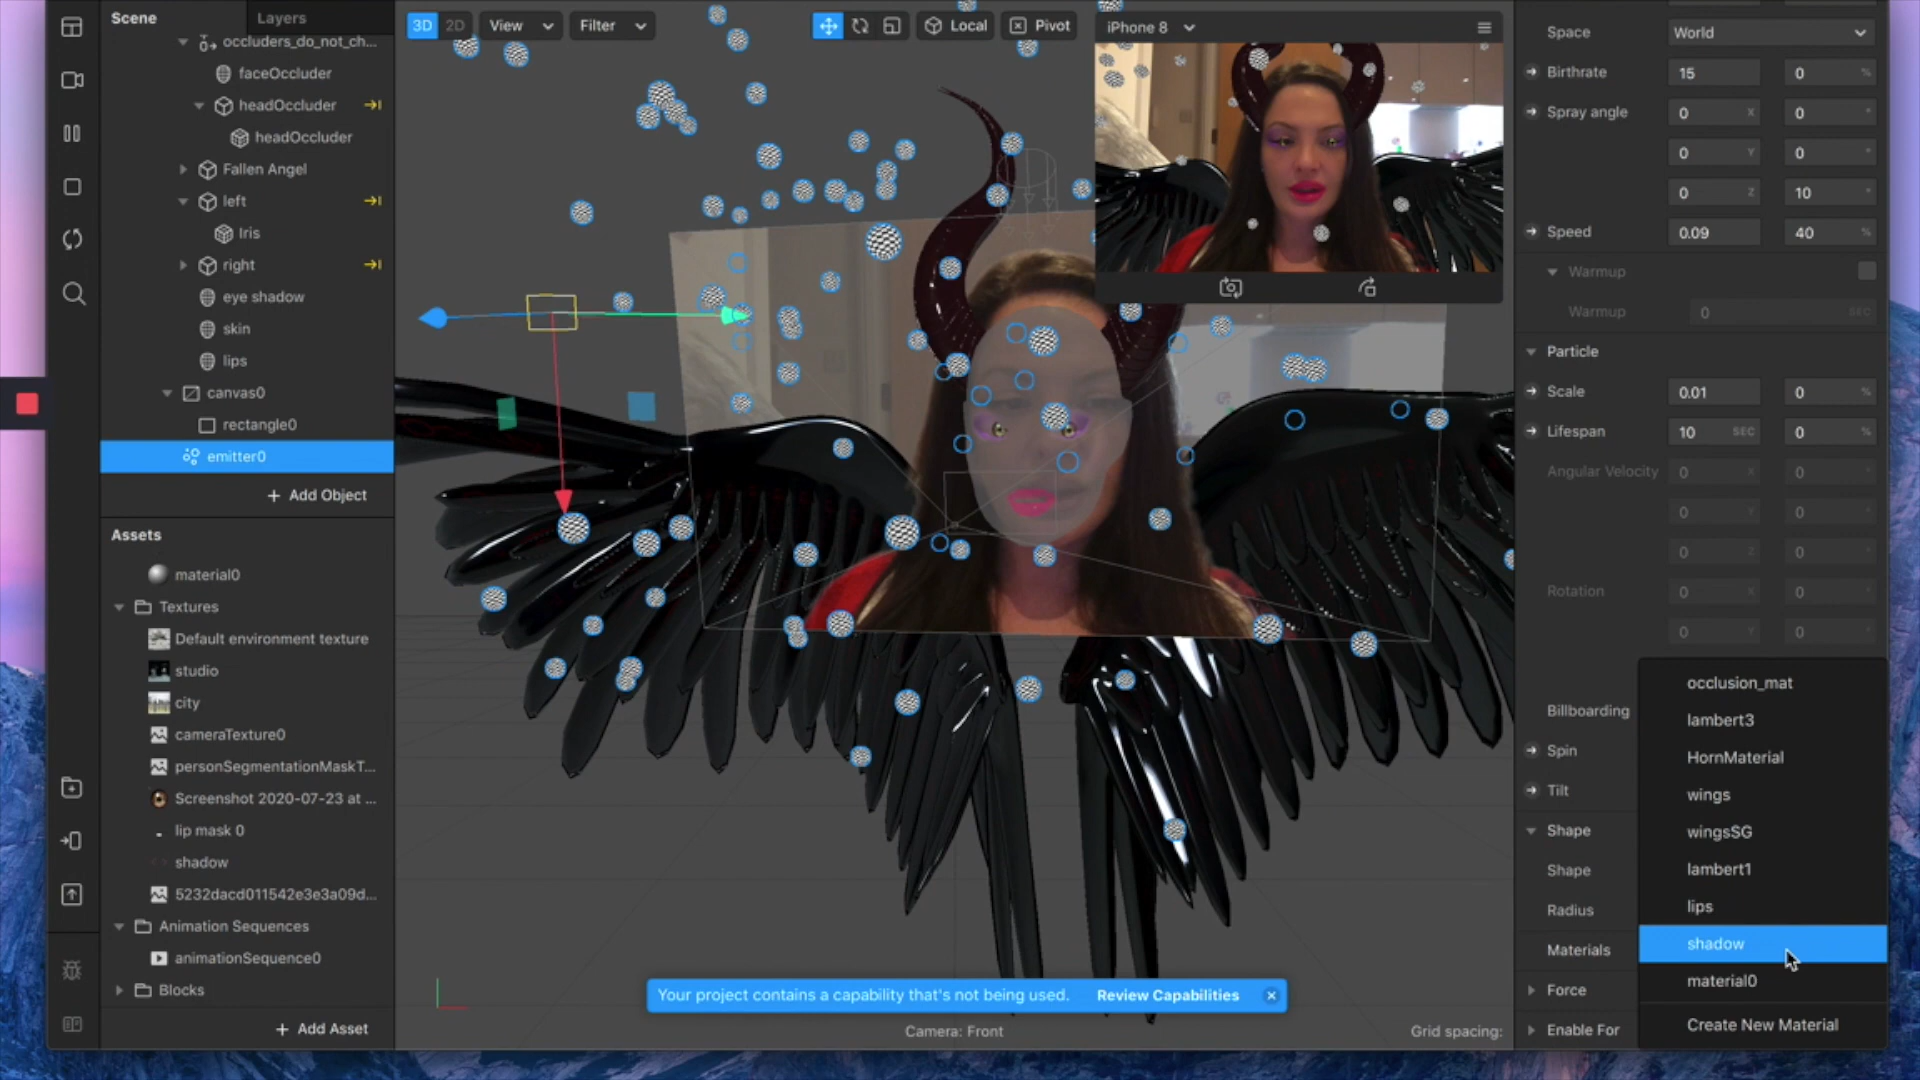 Scene
Layers
occluders_do_not_ch...
faceOccluder
headOccluder
headOccluder
Fallen Angel
left
Iris
right
eye shadow
skin
lips
canvas0
rectangle0
emitter0
+ Add Object
Assets
material0
Textures
Default environment texture
studio
city
cameraTexture0
personSegmentationMaskT...
Screenshot 2020-07-23 at ...
lip mask 0
shadow
5232dacd011542e3e3a09d...
Animation Sequences
animationSequence0
Blocks
+ Add Asset
3D 2D View Filter Local Pivot
iPhone 8
Your project contains a capability that's not being used. Review Capabilities
Camera: Front
Grid spacing:
Space World
Birthrate 15 0 %
Spray angle 0 X 0 °
0 Y 0 °
0 Z 10 °
Speed 0.09 40 %
Warmup
Warmup 0 SEC
Particle
Scale 0.01 0 %
Lifespan 10 SEC 0 %
Angular Velocity 0 X 0 °
0 Y 0 °
0 Z 0 °
Rotation 0 X 0 °
0 Y 0 °
Billboarding
Spin
Tilt
Shape
Shape
Radius
Materials
Force
Enable For
occlusion_mat
lambert3
HornMaterial
wings
wingsSG
lambert1
lips
shadow
material0
Create New Material